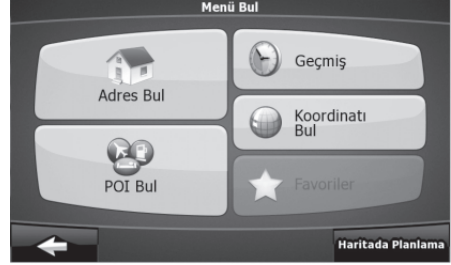 Menü Bul
Adres Bul
Geçmiş
Koordinatı
Bul
POI Bul
Favoriler
Haritada Planlama